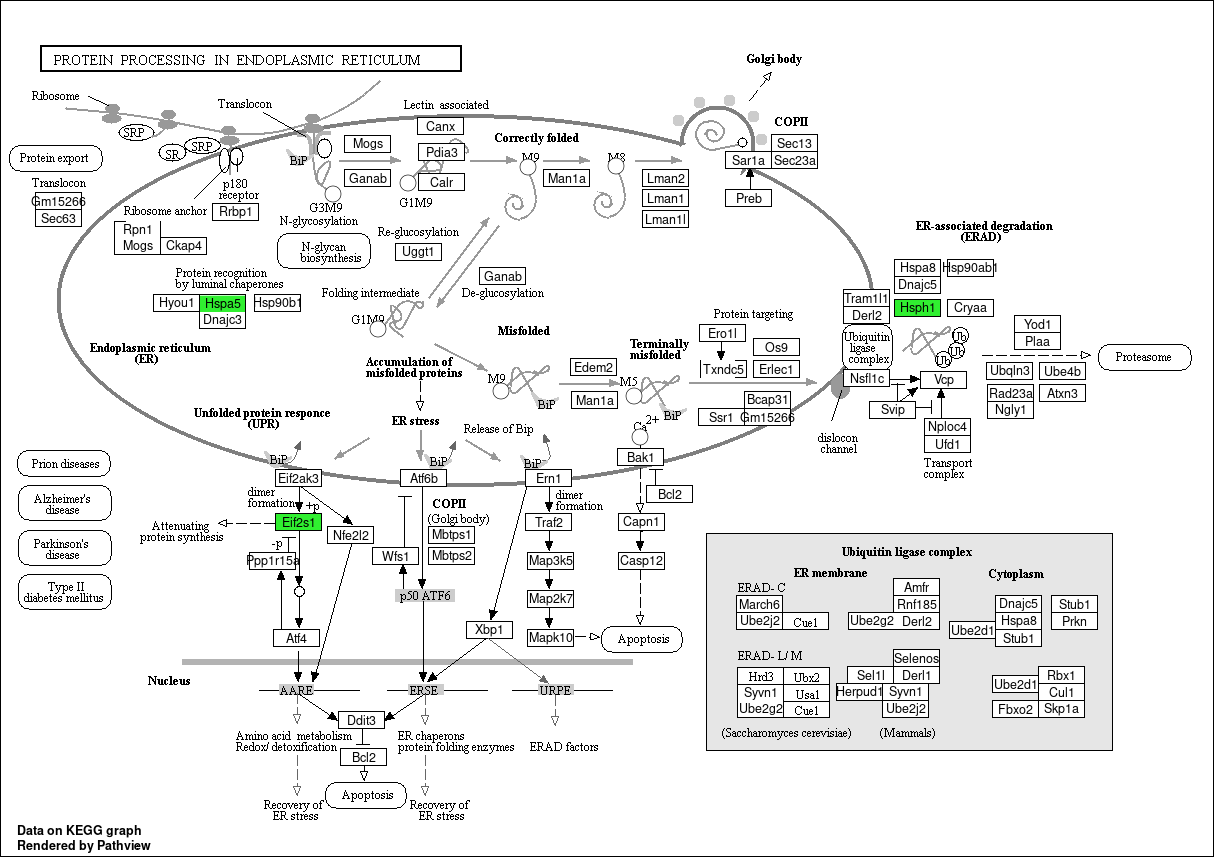 PROTEIN PROCESSING IN ENDOPLASMIC RETICULUM
Golgi body
Ribosome
Translocon
Lectin associated
SRP
SR
SRP
BiP
Mogs
Ganab
Canx
Pdia3
Calr
G1M9
Correctly folded
M9
Man1a
M8
Lman2
Lman1
Lman1l
COPII
Sec13
Sar1a
Sec23a
Preb
Protein export
Translocon
Gm15266
Sec63
p180
receptor
Rrbp1
Ribosome anchor
Rpn1
Mogs
Ckap4
G3M9
N-glycosylation
N-glycan
biosynthesis
Re-glucosylation
Uggt1
Ganab
De-glucosylation
ER-associated degradation
(ERAD)
Hspa8
Hsp90ab1
Dnajc5
Hsph1
Cryaa
Tram1l1
Derl2
Ubiquitin
ligase
complex
Ub
Ub
Ub
Yod1
Plaa
Proteasome
Ubqln3
Ube4b
Rad23a
Atxn3
Ngly1
Nsfl1c
Vcp
Svip
Nploc4
Ufd1
Transport
complex
dislocon
channel
Protein recognition
by luminal chaperones
Hyou1
Hspa5
Hsp90b1
Dnajc3
Folding intermediate
G1M9
Endoplasmic reticulum
(ER)
Misfolded
Accumulation of
misfolded proteins
M9
BiP
Edem2
Man1a
Terminally
misfolded
M5
BiP
Protein targeting
Ero1l
Txndc5
Os9
Erlec1
Bcap31
Ssr1
Gm15266
Unfolded protein responce
(UPR)
ER stress
Release of Bip
Ca2+
Bak1
Bcl2
BiP
Eif2ak3
BiP
Atf6b
BiP
Ern1
Prion diseases
Alzheimer's
disease
Parkinson's
disease
Type II
diabetes mellitus
dimer
formation
+p
Eif2s1
Attenuating
protein synthesis
-p
Ppp1r15a
Nfe2l2
Atf4
COPII
(Golgi body)
Mbtps1
Mbtps2
Wfs1
p50 ATF6
dimer
formation
Traf2
Map3k5
Map2k7
Mapk10
Xbp1
Capn1
Casp12
Apoptosis
Nucleus
AARE
ERSE
URPE
Ddit3
Bcl2
Apoptosis
Amino acid metabolism
Redox/ detoxification
ER chaperons
protein folding enzymes
ERAD factors
Recovery of
ER stress
Recovery of
ER stress
Ubiquitin ligase complex
ER membrane
Cytoplasm
ERAD- C
March6
Ube2j2
Cue1
Amfr
Rnf185
Ube2g2
Derl2
Dnajc5
Hspa8
Ube2d1
Stub1
Stub1
Prkn
ERAD- L/ M
Hrd3
Ubx2
Syvn1
Usa1
Ube2g2
Cue1
Selenos
Sel1l
Derl1
Herpud1
Syvn1
Ube2j2
Rbx1
Ube2d1
Cul1
Fbxo2
Skp1a
(Saccharomyces cerevisiae)
(Mammals)
Data on KEGG graph
Rendered by Pathview